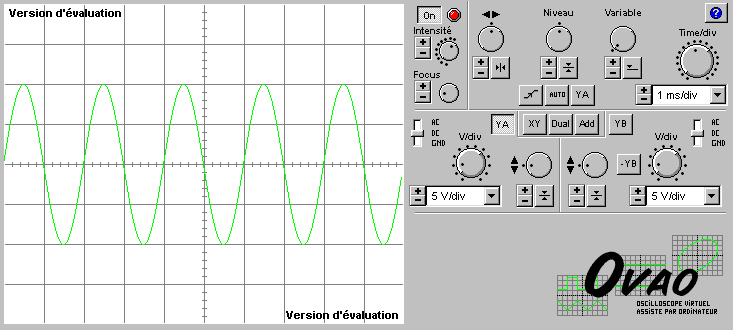 Version d'évaluation
Version d'évaluation
On
Intensité
Focus
Niveau
Variable
Time/div
?
AUTO
YA
1 ms/div
AC
DC
GND
YA
XY
Dual
Add
YB
AC
DC
GND
V/div
V/div
-YB
5 V/div
5 V/div
OVAO
OSCILLOSCOPE VIRTUEL
ASSISTE PAR ORDINATEUR